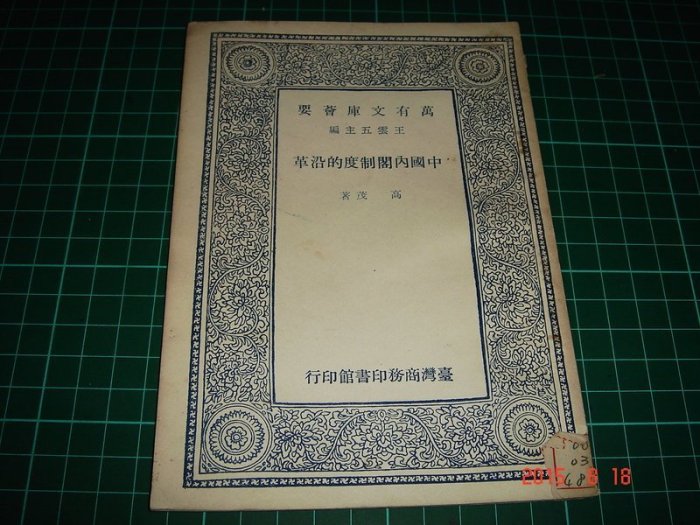 萬有文庫薈要
王雲五主編
中國內閣制度的沿革
高茂著
臺灣商務印書館印行
03
2015 8 18